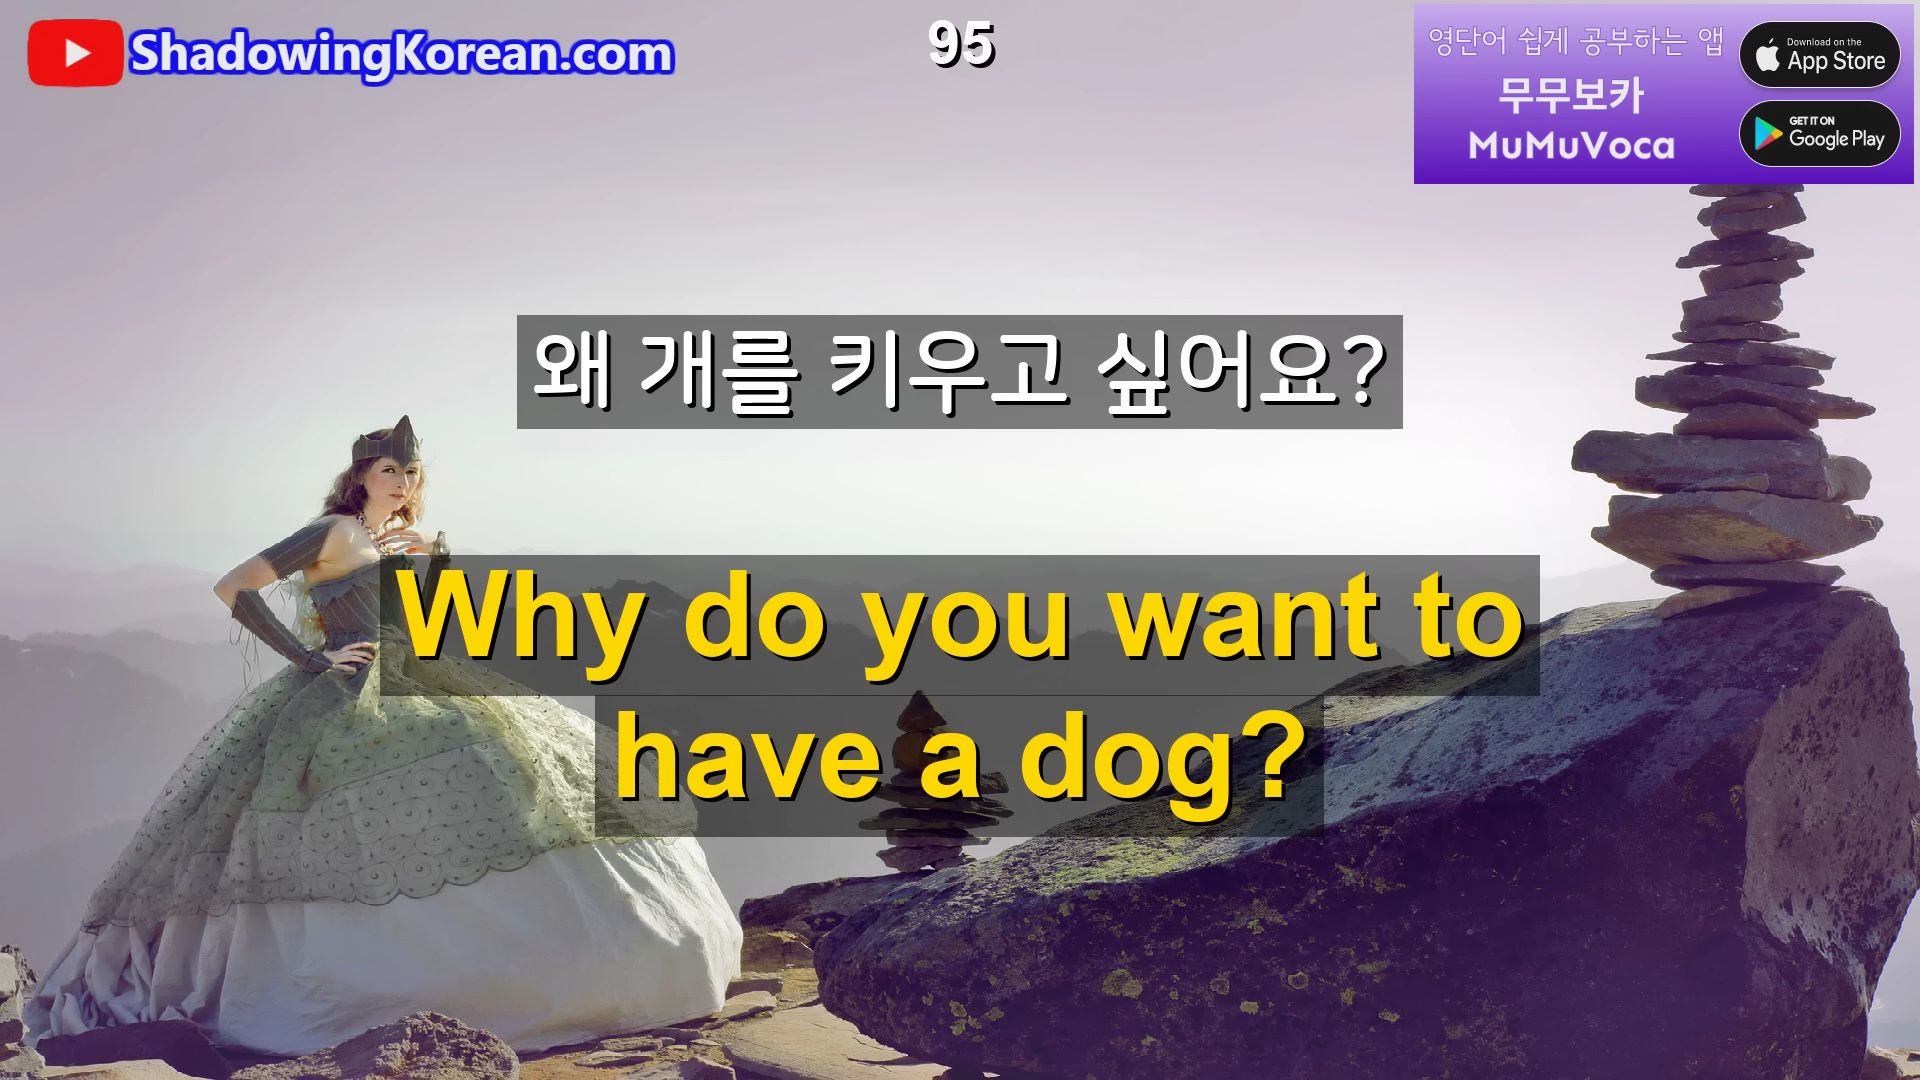 ShadowingKorean.com
95
영단어 쉽게 공부하는 앱
무무보카
MuMuVoca
Download on the
App Store
GET IT ON
Google Play
왜 개를 키우고 싶어요?
Why do you want to
have a dog?